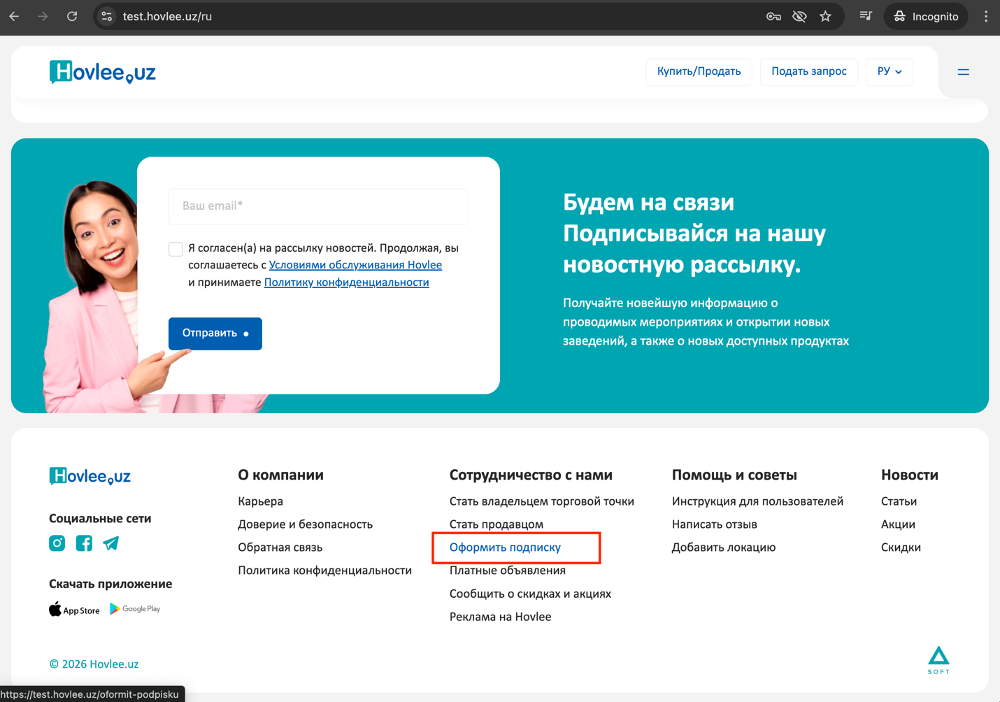 test.hovlee.uz/ru
Incognito
Hovlee.uz
Купить/Продать
Подать запрос
РУ
Ваш email*
Я согласен(а) на рассылку новостей. Продолжая, вы
соглашаетесь с Условиями обслуживания Hovlee
и принимаете Политику конфиденциальности
Отправить
Будем на связи
Подписывайся на нашу
новостную рассылку.
Получайте новейшую информацию о
проводимых мероприятиях и открытии новых
заведений, а также о новых доступных продуктах
Hovlee.uz
Социальные сети
Скачать приложение
App Store
Google Play
О компании
Карьера
Доверие и безопасность
Обратная связь
Политика конфиденциальности
Сотрудничество с нами
Стать владельцем торговой точки
Стать продавцом
Оформить подписку
Платные объявления
Сообщить о скидках и акциях
Реклама на Hovlee
Помощь и советы
Инструкция для пользователей
Написать отзыв
Добавить локацию
Новости
Статьи
Акции
Скидки
© 2026 Hovlee.uz
SOFT
https://test.hovlee.uz/oformit-podpisku